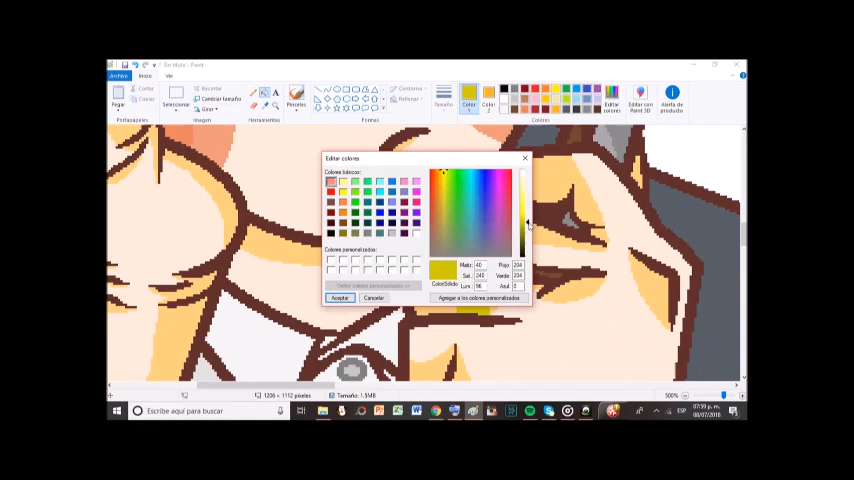 Sin título - Paint
Archivo Inicio Ver
Pegar
Cortar
Copiar
Portapapeles
Seleccionar
Recortar
Cambiar tamaño
Girar
Imagen
A
Herramientas
Pinceles
Contorno
Rellenar
Formas
Tamaño
Color 1
Color 2
Editar colores
Colores
Editar con Paint 3D
Alerta de producto
Editar colores
Colores básicos:
Colores personalizados:
Definir colores personalizados >>
Aceptar Cancelar
Color|Sólido
Matiz: 40 Rojo: 204
Sat.: 240 Verde: 204
Lum.: 96 Azul: 0
Agregar a los colores personalizados
1206 × 1112 píxeles Tamaño: 1.5MB 500%
Escribe aquí para buscar
ESP
07:59 p. m.
08/07/2018